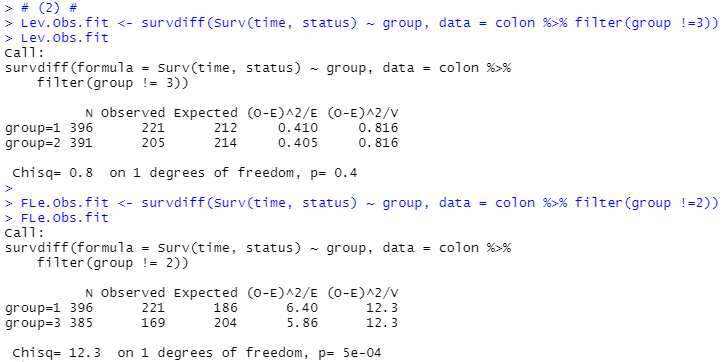 > # (2) #
> Lev.Obs.fit <- survdiff(Surv(time, status) ~ group, data = colon %>% filter(group !=3))
> Lev.Obs.fit
Call:
survdiff(formula = Surv(time, status) ~ group, data = colon %>%
    filter(group != 3))

          N Observed Expected (O-E)^2/E (O-E)^2/V
group=1 396      221      212     0.410     0.816
group=2 391      205      214     0.405     0.816

 Chisq= 0.8  on 1 degrees of freedom, p= 0.4
>
> FLe.Obs.fit <- survdiff(Surv(time, status) ~ group, data = colon %>% filter(group !=2))
> FLe.Obs.fit
Call:
survdiff(formula = Surv(time, status) ~ group, data = colon %>%
    filter(group != 2))

          N Observed Expected (O-E)^2/E (O-E)^2/V
group=1 396      221      186      6.40      12.3
group=3 385      169      204      5.86      12.3

 Chisq= 12.3  on 1 degrees of freedom, p= 5e-04